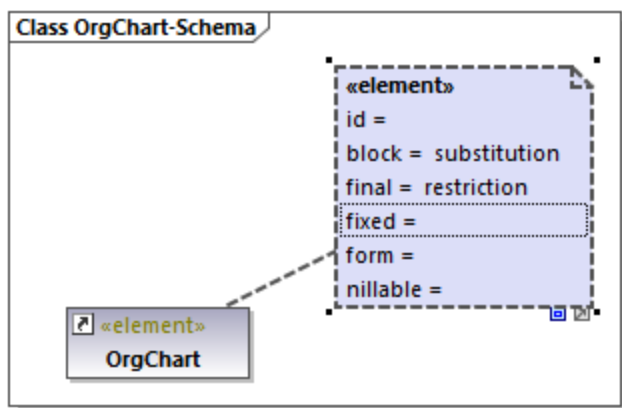 Class OrgChart-Schema
«element»
id =
block = substitution
final = restriction
fixed =
form =
nillable =
«element»
OrgChart